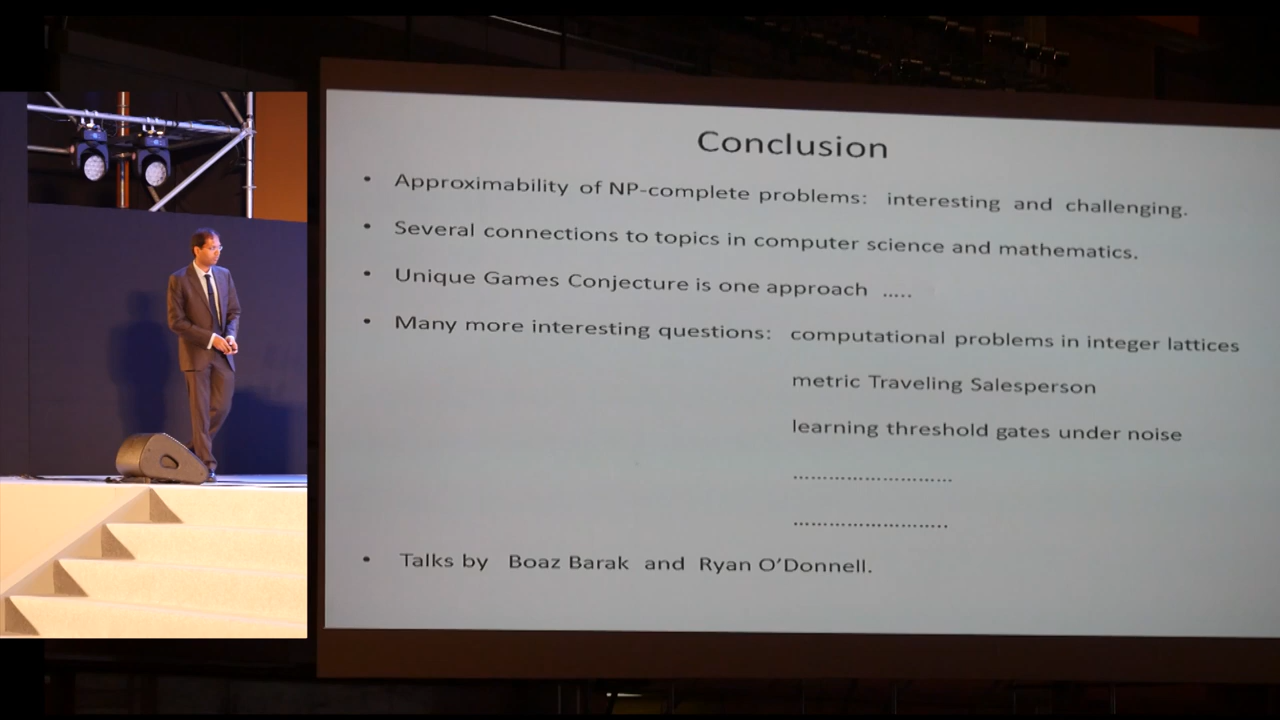 Conclusion
• Approximability of NP-complete problems: interesting and challenging.
• Several connections to topics in computer science and mathematics.
• Unique Games Conjecture is one approach .....
• Many more interesting questions: computational problems in integer lattices
metric Traveling Salesperson
learning threshold gates under noise
............................
...........................
• Talks by Boaz Barak and Ryan O'Donnell.